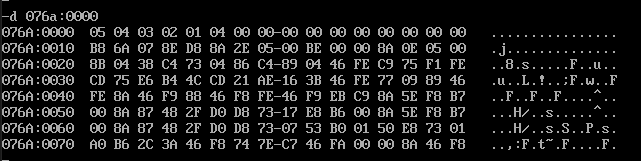 -d 076a:0000
076A:0000 05 04 03 02 01 04 00 00-00 00 00 00 00 00 00 00 ................
076A:0010 B8 6A 07 8E D8 8A 2E 05-00 BE 00 00 8A 0E 05 00 .j..............
076A:0020 8B 04 38 C4 73 04 86 C4-89 04 46 FE C9 75 F1 FE ..8.s.....F..u..
076A:0030 CD 75 E6 B4 4C CD 21 AE-16 3B 46 FE 77 09 89 46 .u..L.!..;F.w..F
076A:0040 FE 8A 46 F9 88 46 F8 FE-46 F9 EB C9 8A 5E F8 B7 ..F..F..F....^..
076A:0050 00 8A 87 48 2F D0 D8 73-17 E8 B6 00 8A 5E F8 B7 ...H/..s.....^..
076A:0060 00 8A 87 48 2F D0 D8 73-07 53 B0 01 50 E8 73 01 ...H/..s.S..P.s.
076A:0070 A0 B6 2C 3A 46 F8 74 7E-C7 46 FA 00 00 8A 46 F8 ..,:F.t~.F....F.
-